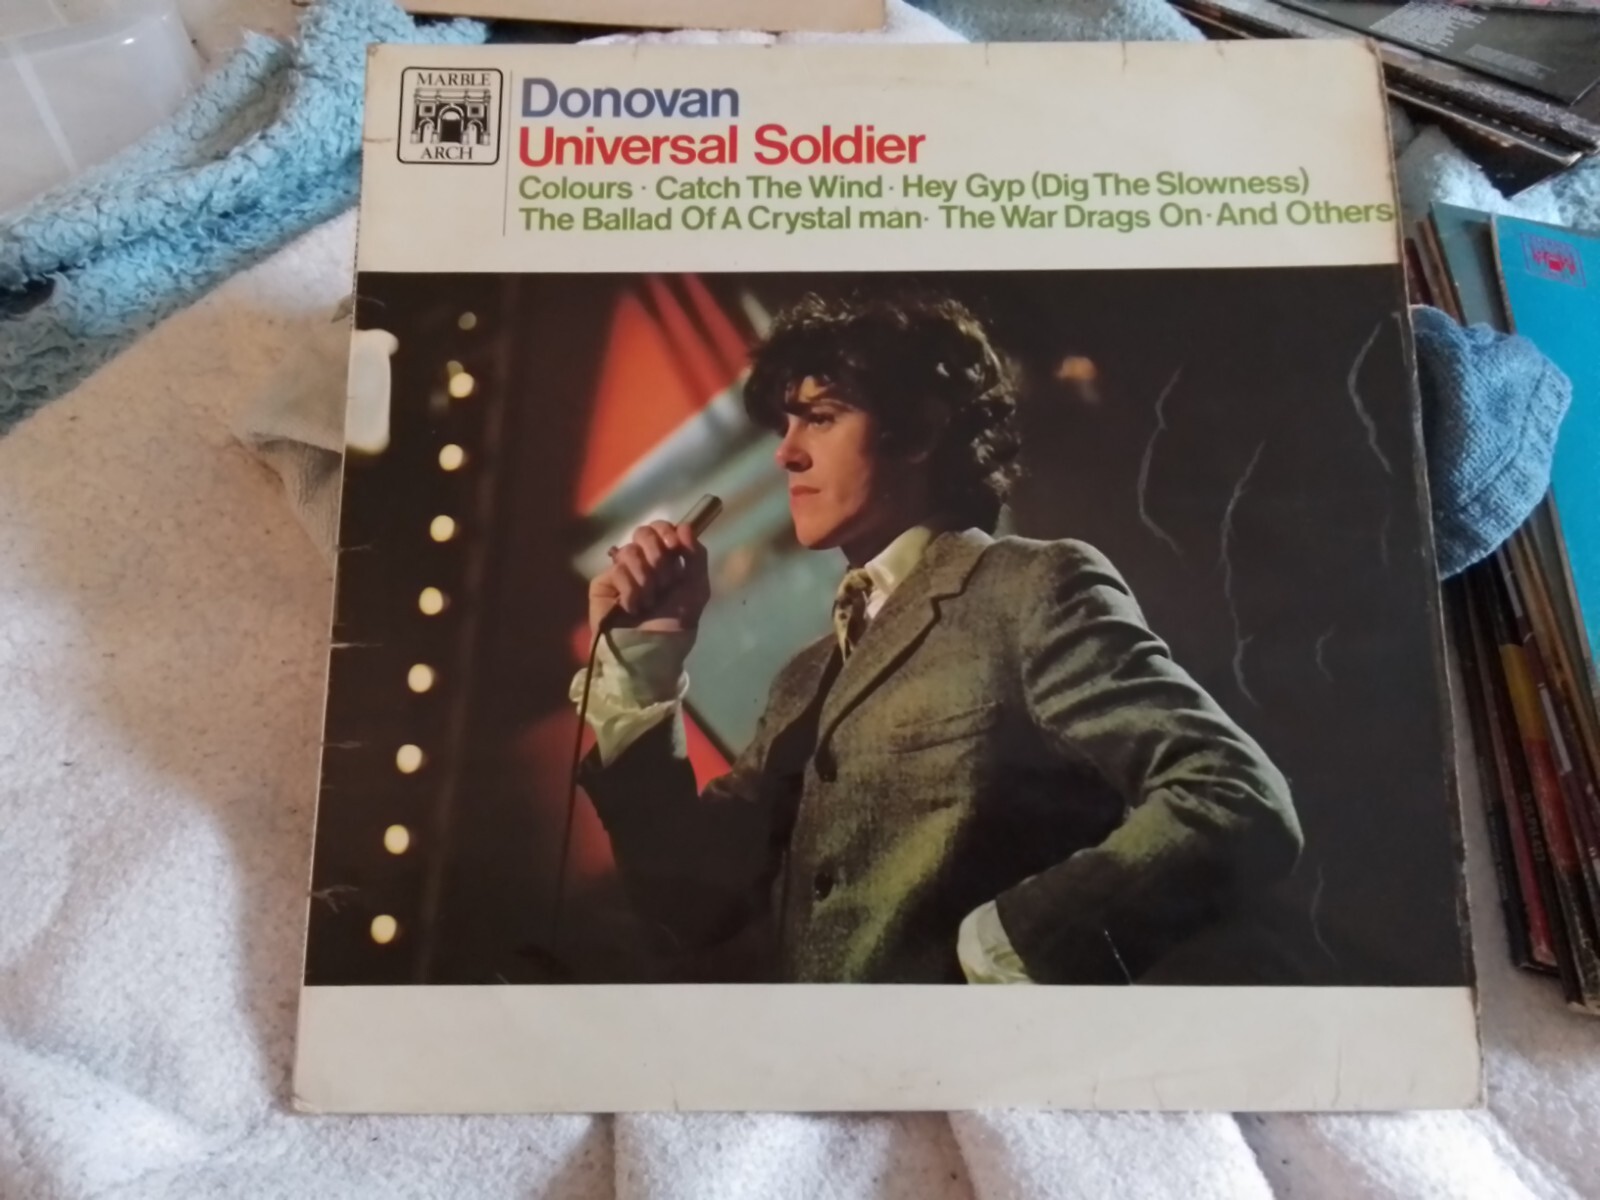 MARBLE
ARCH
Donovan
Universal Soldier
Colours · Catch The Wind · Hey Gyp (Dig The Slowness)
The Ballad Of A Crystal man · The War Drags On · And Others